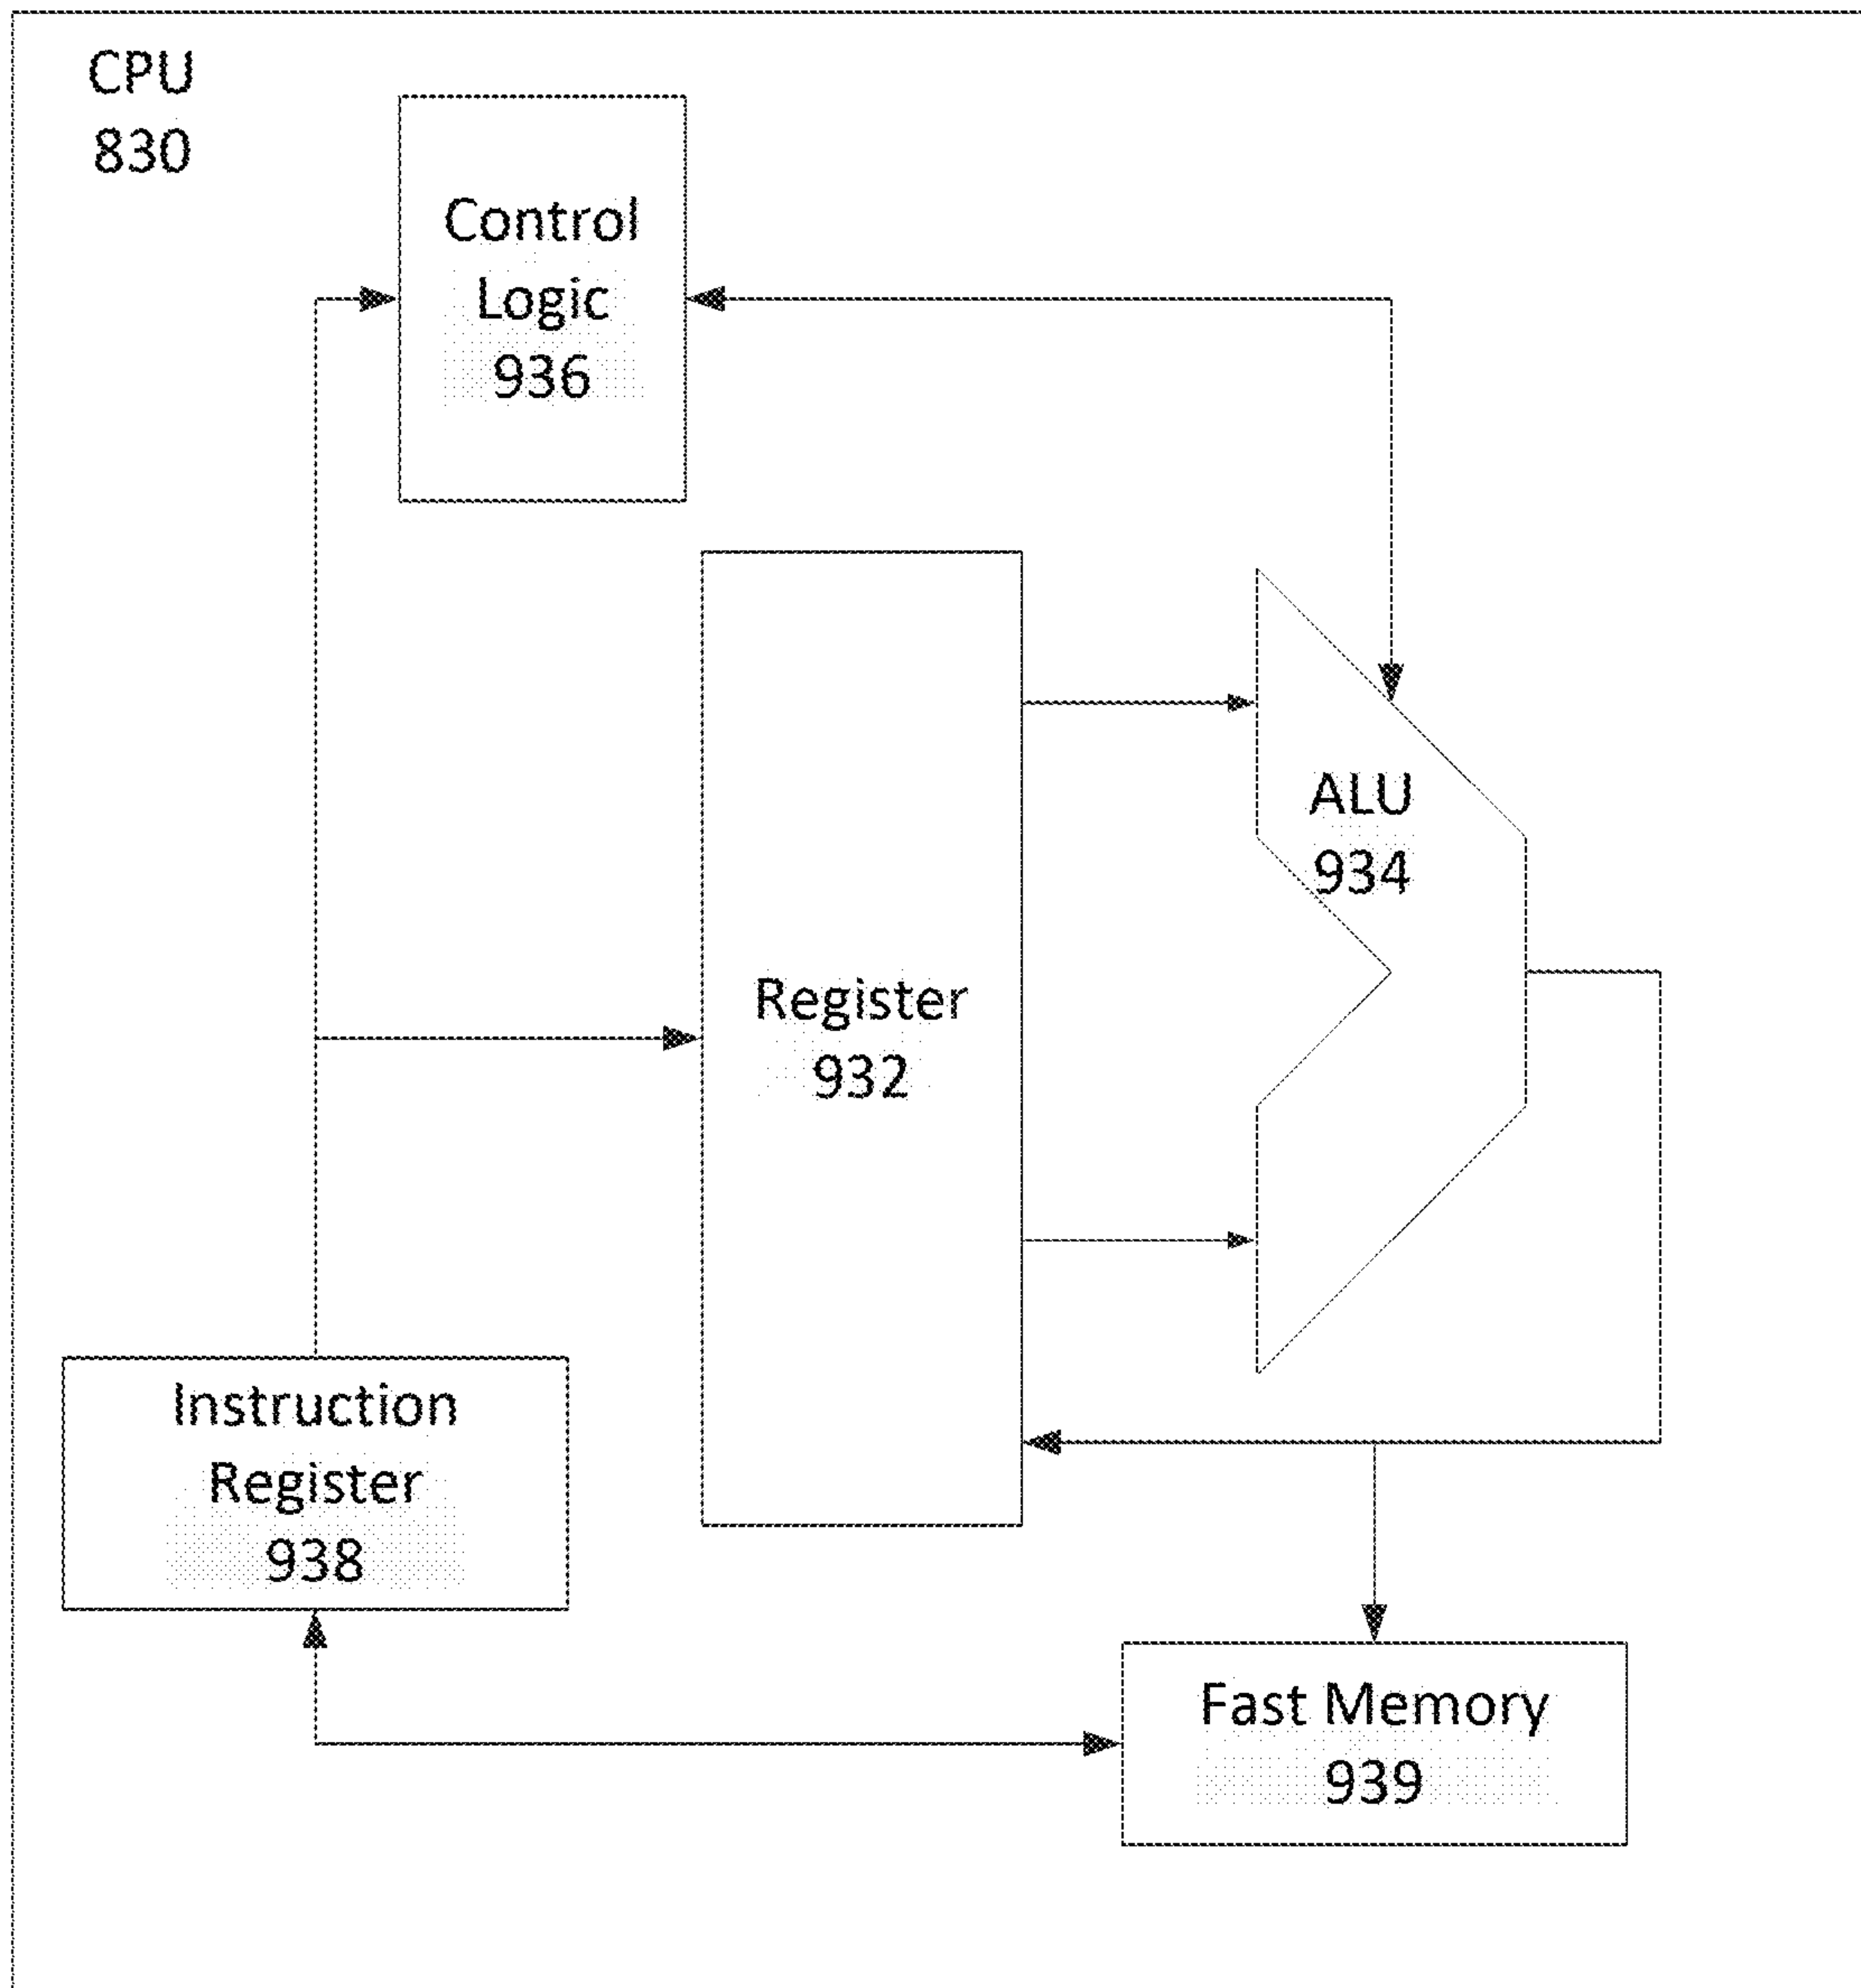 CPU
830
Control
Logic
936
ALU
934
Register
932
Instruction
Register
938
Fast Memory
939